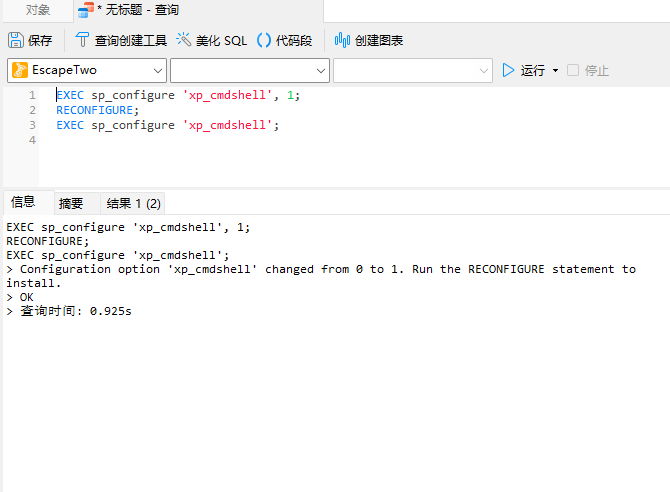 对象
* 无标题 - 查询
保存 查询创建工具 美化 SQL 代码段 创建图表
EscapeTwo 运行 停止
1 EXEC sp_configure 'xp_cmdshell', 1;
2 RECONFIGURE;
3 EXEC sp_configure 'xp_cmdshell';
4
信息 摘要 结果 1 (2)
EXEC sp_configure 'xp_cmdshell', 1;
RECONFIGURE;
EXEC sp_configure 'xp_cmdshell';
> Configuration option 'xp_cmdshell' changed from 0 to 1. Run the RECONFIGURE statement to
install.
> OK
> 查询时间: 0.925s